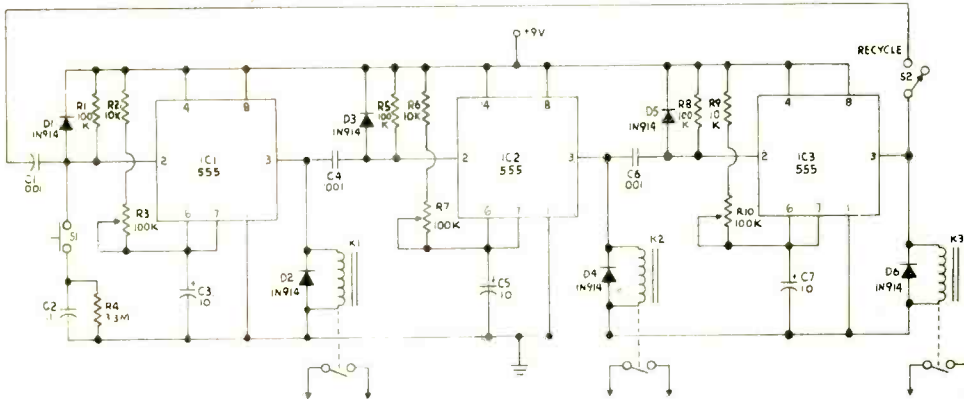 +9V
RECYCLE
S2
D1
1N914
R1
100
K
R2
10K
4
8
D3
1N914
R5
100
K
R6
10K
4
8
D5
1N914
R8
100
K
R9
10
K
4
8
2
IC1
555
3
2
IC2
555
3
2
IC3
555
3
C1
.001
C4
.001
C6
.001
S1
R3
100K
6
7
1
R7
100K
6
7
1
R10
100K
6
7
1
C2
R4
3.3M
C3
10
D2
1N914
K1
C5
10
D4
1N914
K2
C7
10
D6
1N914
K3